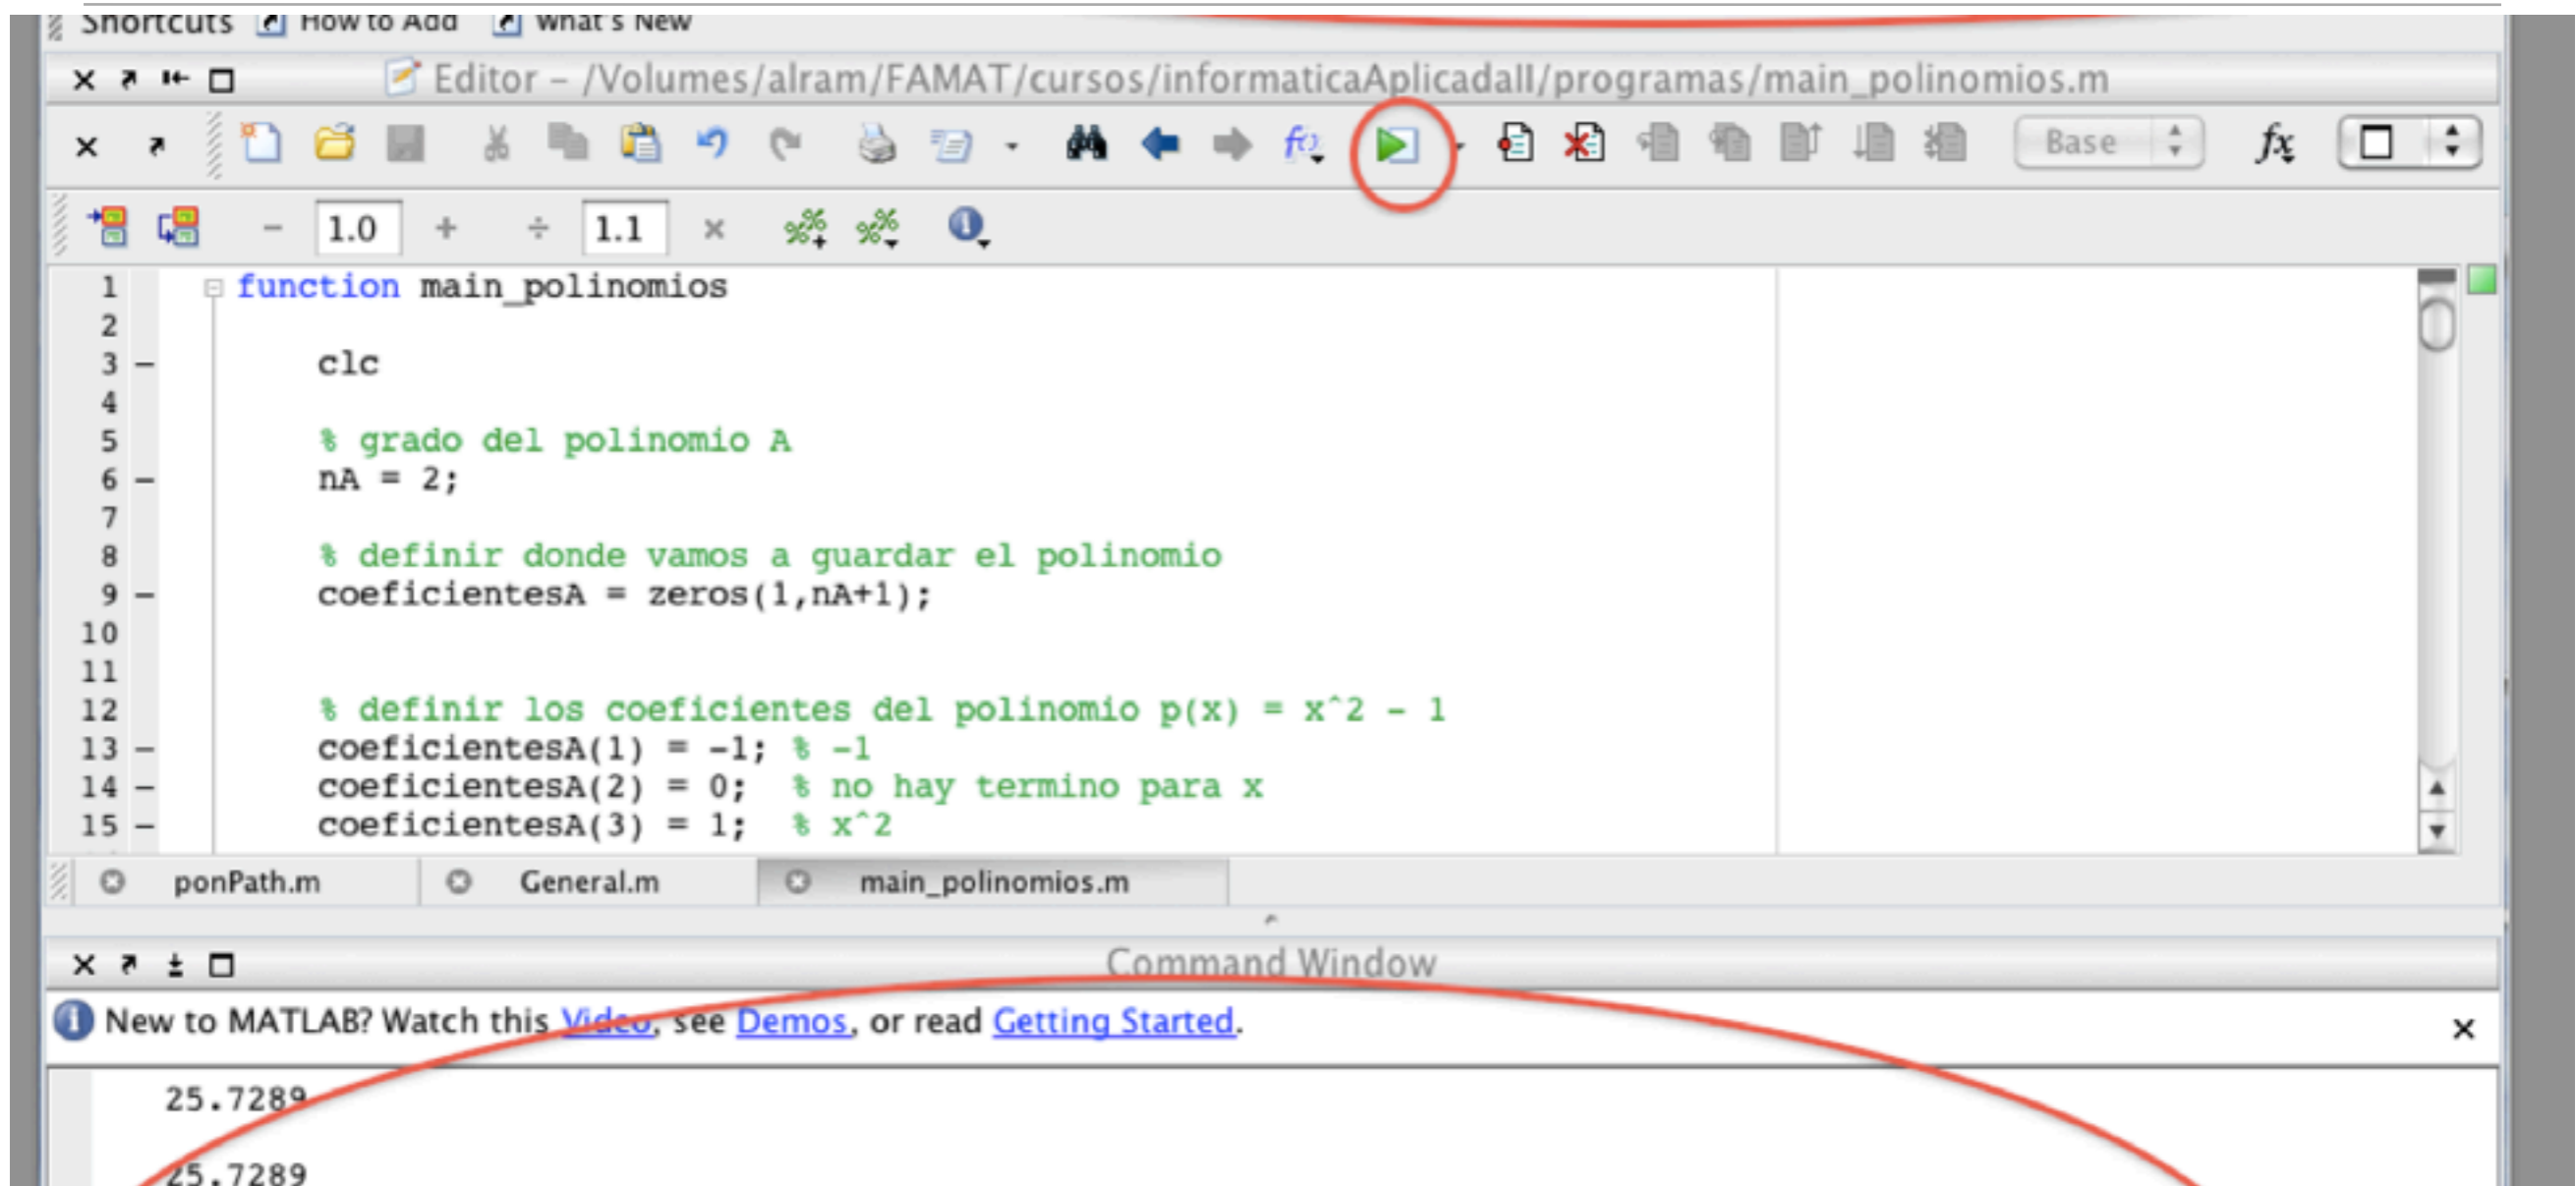 Shortcuts How to Add What's New
Editor – /Volumes/alram/FAMAT/cursos/informaticaAplicadaII/programas/main_polinomios.m
Base fx
− 1.0 + ÷ 1.1 ×
1 function main_polinomios
2
3 – clc
4
5 % grado del polinomio A
6 – nA = 2;
7
8 % definir donde vamos a guardar el polinomio
9 – coeficientesA = zeros(1,nA+1);
10
11
12 % definir los coeficientes del polinomio p(x) = x^2 - 1
13 – coeficientesA(1) = -1; % -1
14 – coeficientesA(2) = 0;  % no hay termino para x
15 – coeficientesA(3) = 1;  % x^2
ponPath.m General.m main_polinomios.m
Command Window
New to MATLAB? Watch this Video, see Demos, or read Getting Started.
25.7289
25.7289